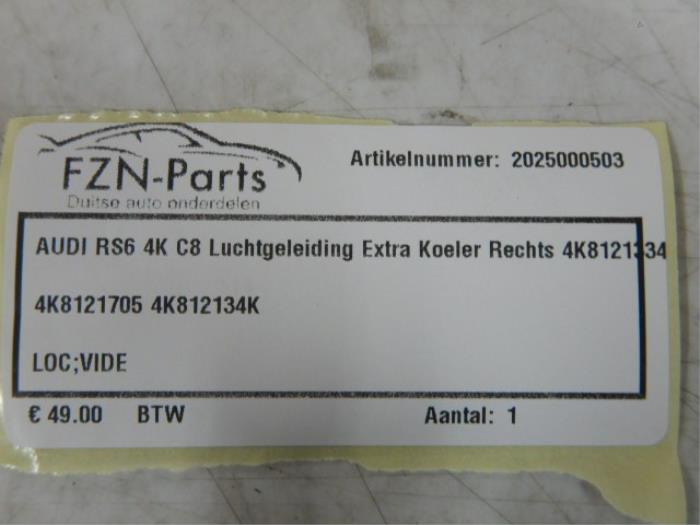 FZN-Parts
Duitse auto onderdelen
Artikelnummer: 2025000503
AUDI RS6 4K C8 Luchtgeleiding Extra Koeler Rechts 4K8121334
4K8121705 4K812134K
LOC;VIDE
€ 49.00 BTW Aantal: 1